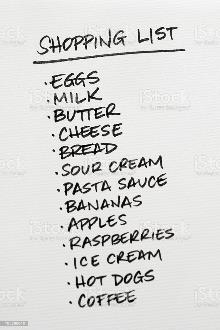 SHOPPING LIST
· EGGS
· MILK
· BUTTER
· CHEESE
· BREAD
· SOUR CREAM
· PASTA SAUCE
· BANANAS
· APPLES
· RASPBERRIES
· ICE CREAM
· HOT DOGS
· COFFEE
iStock